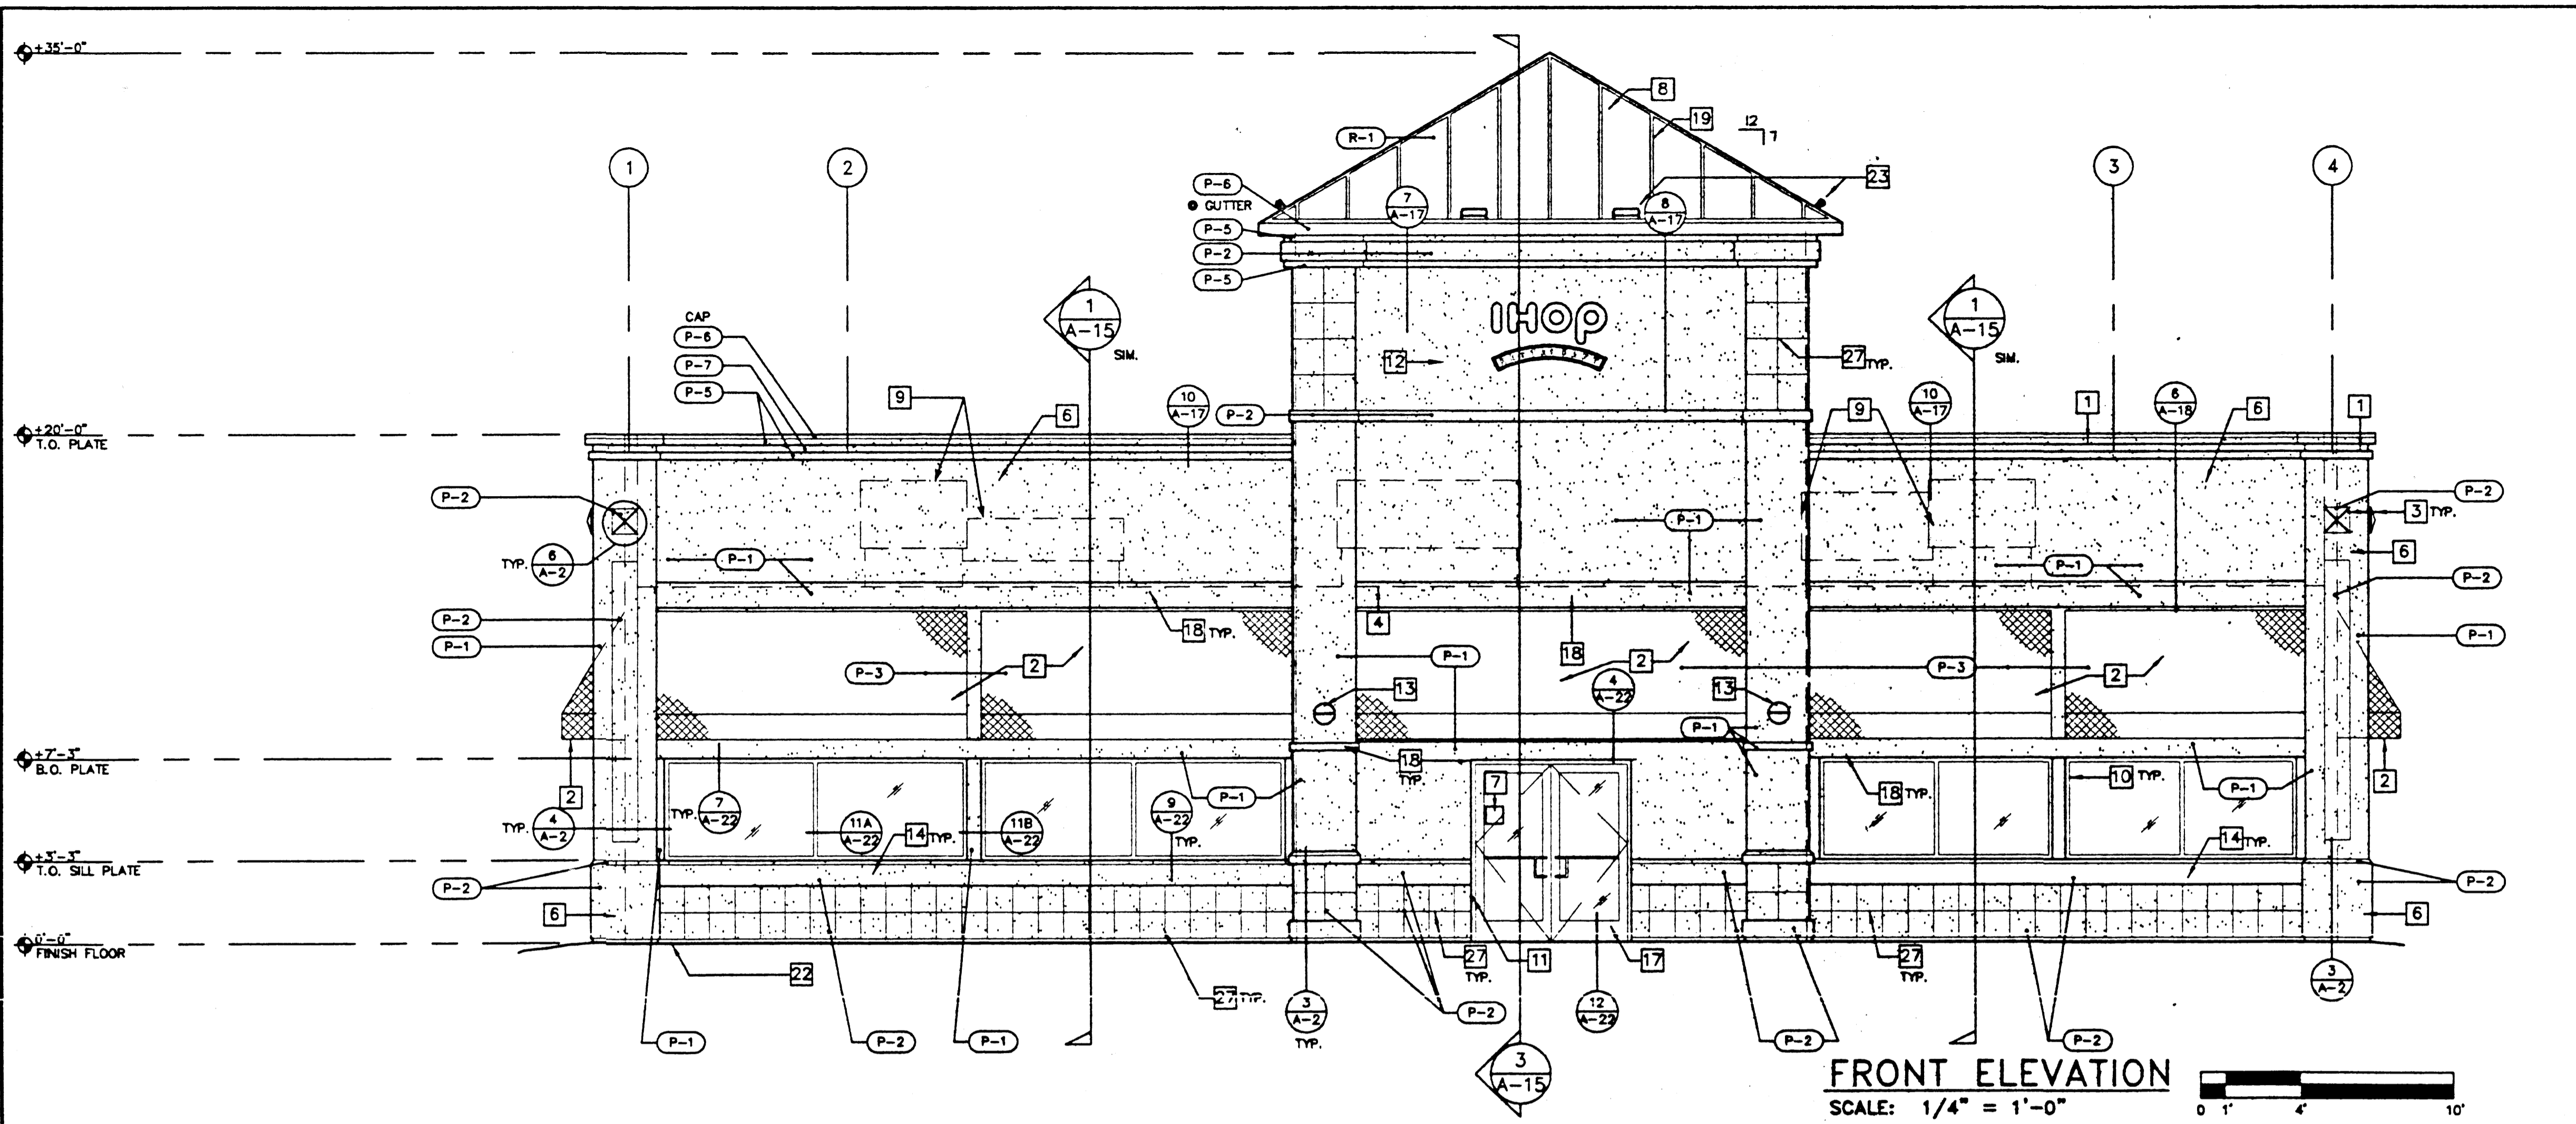 +35'-0"
8
19
12
7
R-1
1
2
3
4
P-6
GUTTER
7
A-17
8
A-17
23
P-5
P-2
P-5
IHOP
1
A-15
SIM.
1
A-15
SIM.
CAP
P-6
P-7
P-5
12
27 TYP.
9
6
10
A-17
P-2
9
10
A-17
1
6
A-18
6
1
+20'-0"
T.O. PLATE
P-2
P-1
P-2
3 TYP.
TYP.
6
A-2
P-1
P-1
6
P-2
P-2
P-1
18 TYP.
4
18
P-1
P-3
2
P-1
2
P-3
2
13
4
A-22
13
P-1
+7'-3"
B.O. PLATE
2
18
TYP.
7
18 TYP.
10 TYP.
P-1
2
TYP.
4
A-2
TYP.
7
A-22
11A
A-22
14 TYP.
11B
A-22
9
A-22
TYP.
P-1
14 TYP.
+3'-3"
T.O. SILL PLATE
P-2
P-2
6
6
0'-0"
FINISH FLOOR
22
27 TYP.
27
TYP.
11
17
27
TYP.
3
A-2
TYP.
P-2
12
A-22
3
A-2
P-1
P-2
P-1
P-2
P-2
3
A-15
FRONT ELEVATION
SCALE: 1/4" = 1'-0"
0 1' 4' 10'